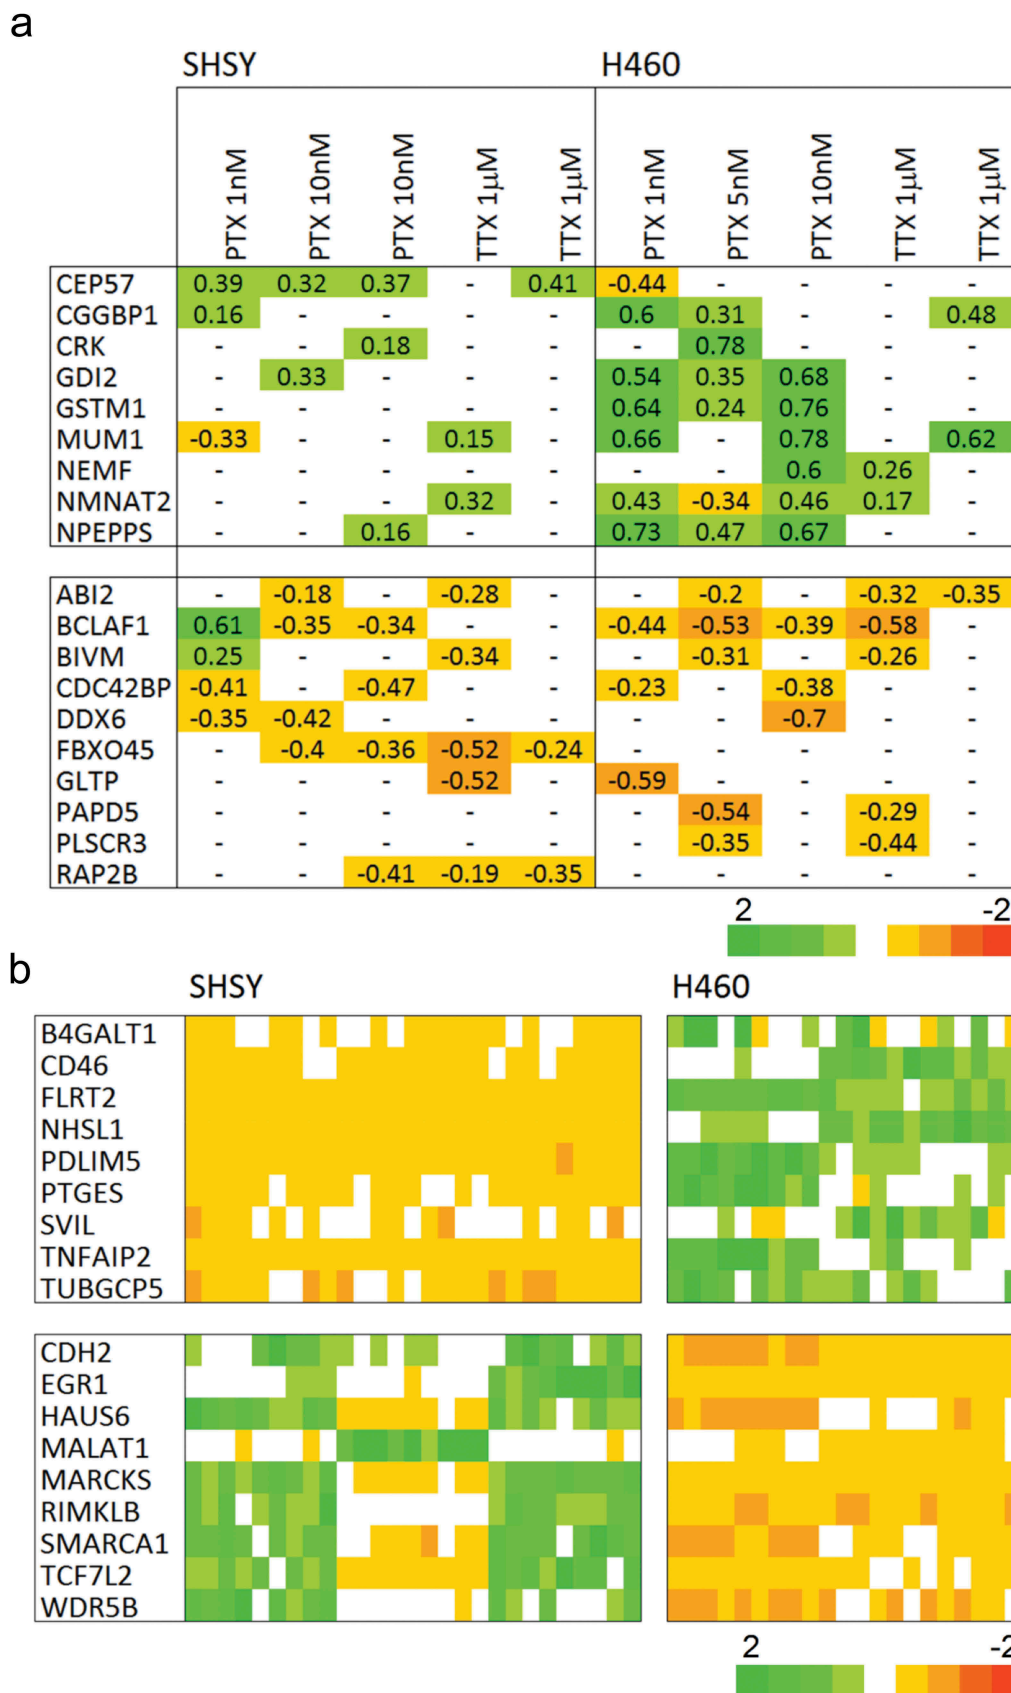 a
SHSY H460
PTX 1nM PTX 10nM PTX 10nM TTX 1µM TTX 1µM PTX 1nM PTX 5nM PTX 10nM TTX 1µM TTX 1µM
CEP57 0.39 0.32 0.37 - 0.41 -0.44 - - - -
CGGBP1 0.16 - - - - 0.6 0.31 - - 0.48
CRK - - 0.18 - - - 0.78 - - -
GDI2 - 0.33 - - - 0.54 0.35 0.68 - -
GSTM1 - - - - - 0.64 0.24 0.76 - -
MUM1 -0.33 - - 0.15 - 0.66 - 0.78 - 0.62
NEMF - - - - - - - 0.6 0.26 -
NMNAT2 - - - 0.32 - 0.43 -0.34 0.46 0.17 -
NPEPPS - - 0.16 - - 0.73 0.47 0.67 - -
ABI2 - -0.18 - -0.28 - - -0.2 - -0.32 -0.35
BCLAF1 0.61 -0.35 -0.34 - - -0.44 -0.53 -0.39 -0.58 -
BIVM 0.25 - - -0.34 - - -0.31 - -0.26 -
CDC42BP -0.41 - -0.47 - - -0.23 - -0.38 - -
DDX6 -0.35 -0.42 - - - - - -0.7 - -
FBXO45 - -0.4 -0.36 -0.52 -0.24 - - - - -
GLTP - - - -0.52 - -0.59 - - - -
PAPD5 - - - - - - -0.54 - -0.29 -
PLSCR3 - - - - - - -0.35 - -0.44 -
RAP2B - - -0.41 -0.19 -0.35 - - - - -
2 -2
b
SHSY H460
B4GALT1
CD46
FLRT2
NHSL1
PDLIM5
PTGES
SVIL
TNFAIP2
TUBGCP5
CDH2
EGR1
HAUS6
MALAT1
MARCKS
RIMKLB
SMARCA1
TCF7L2
WDR5B
2 -2